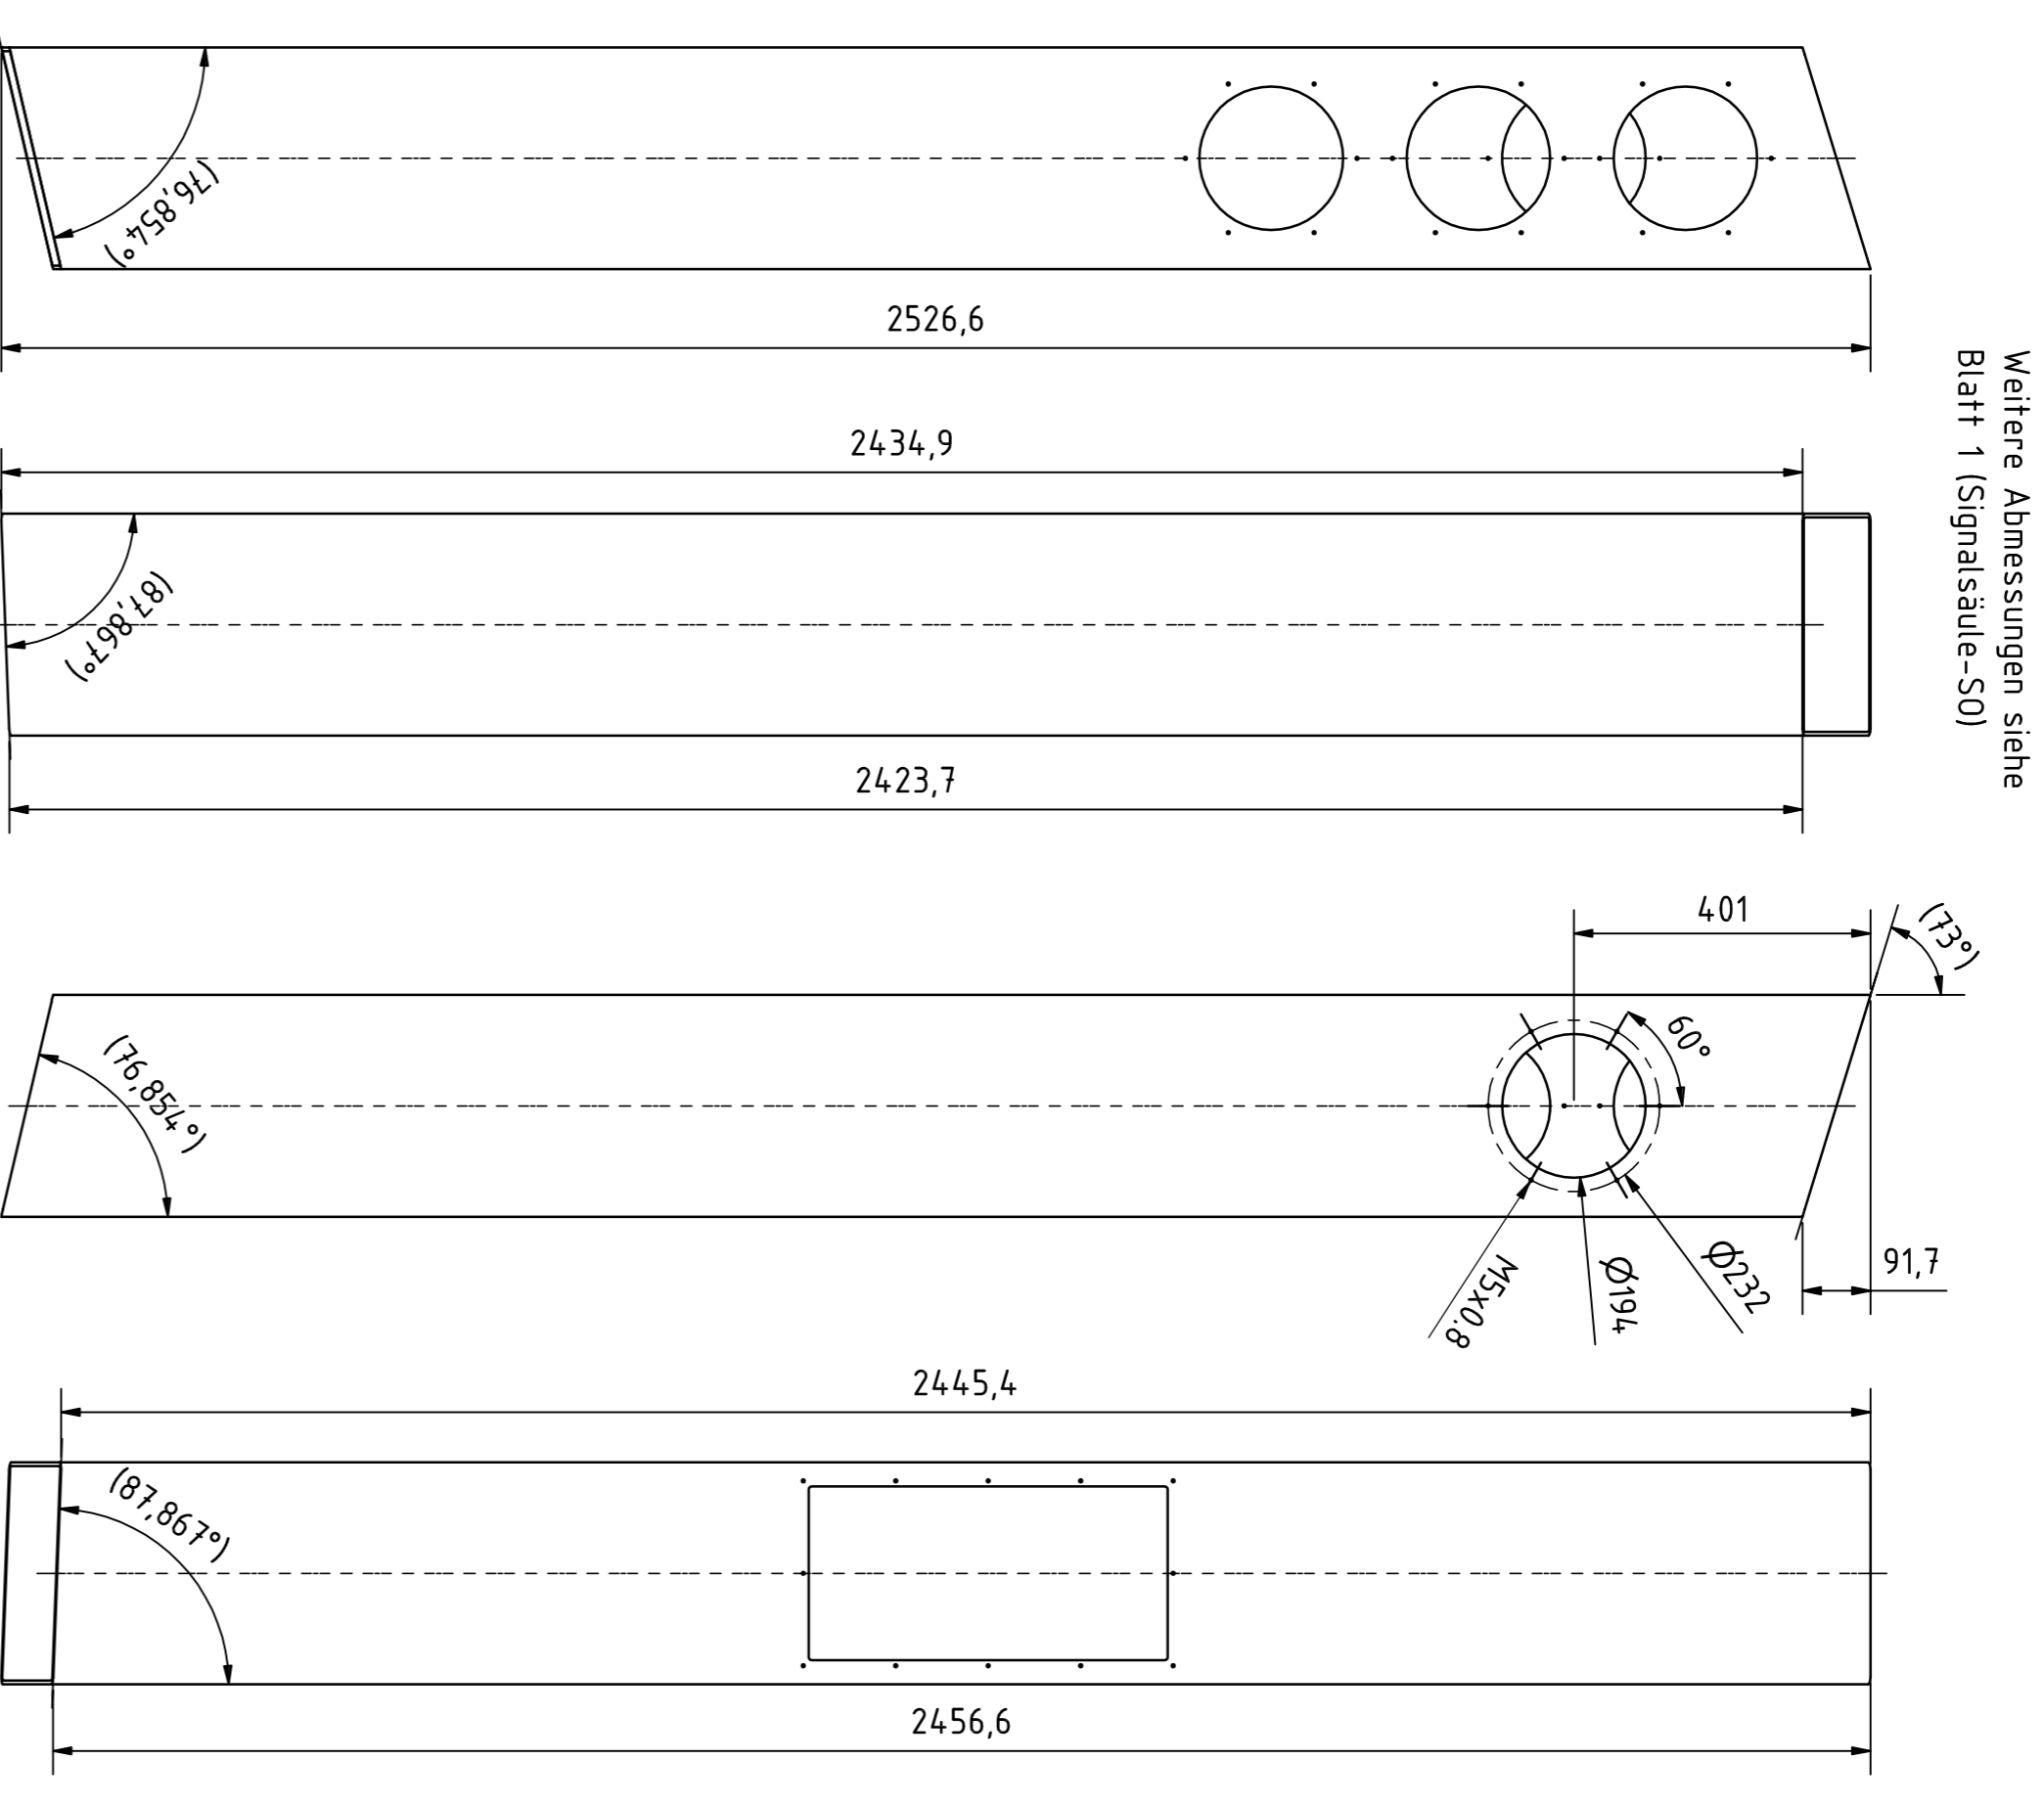 (76,854°)
2526,6
Weitere Abmessungen siehe
Blatt 1 (Signalsäule-SO)
2434,9
(87,867°)
2423,7
401
(73°)
60°
(76,854°)
91,7
Ø232
Ø194
M5x0.8
2445,4
(87,867°)
2456,6